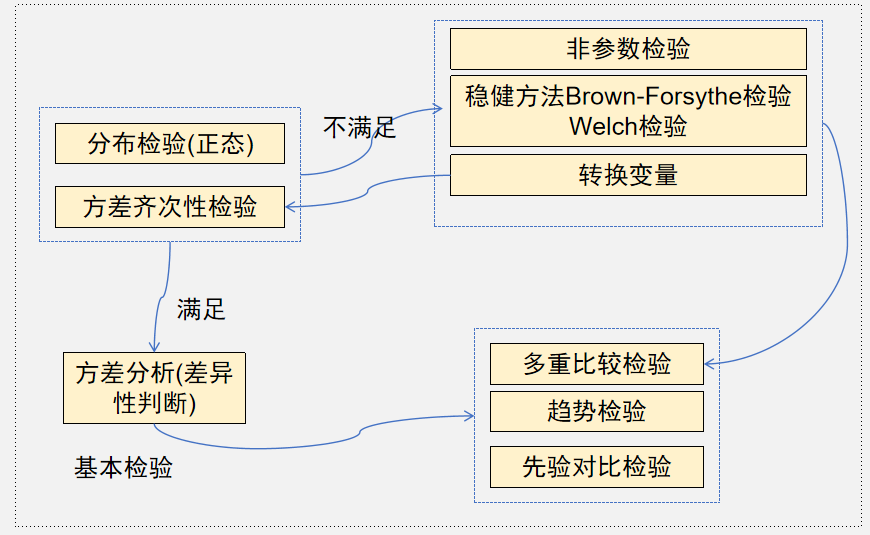 非参数检验
稳健方法Brown-Forsythe检验
Welch检验
转换变量
不满足
分布检验(正态)
方差齐次性检验
满足
方差分析(差异
性判断)
基本检验
多重比较检验
趋势检验
先验对比检验